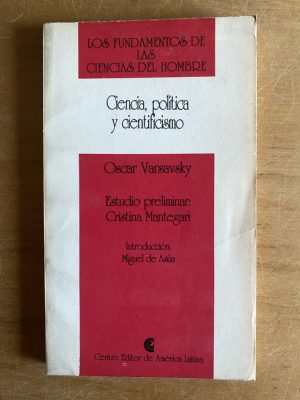 LOS FUNDAMENTOS DE
LAS
CIENCIAS DEL HOMBRE
Ciencia, política
y cientificismo
Oscar Varsavsky
Estudio preliminar:
Cristina Mantegari
Introducción:
Miguel de Asúa
Centro Editor de América Latina